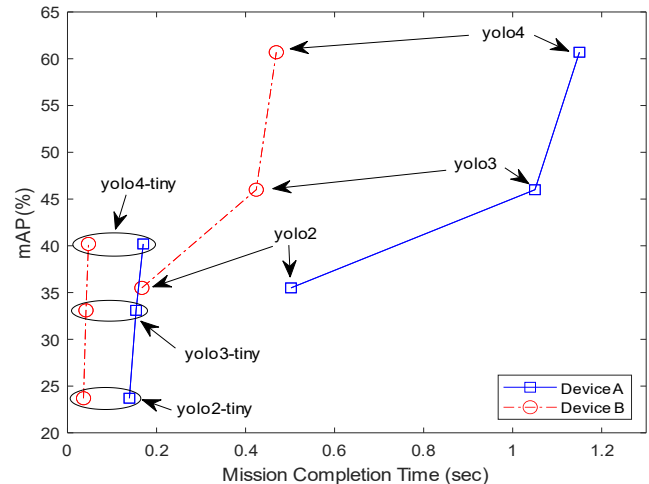 65
60
55
50
45
40
35
30
25
20
mAP (%)
yolo4
yolo3
yolo4-tiny
yolo2
yolo3-tiny
yolo2-tiny
Device A
Device B
0
0.2
0.4
0.6
0.8
1
1.2
Mission Completion Time (sec)